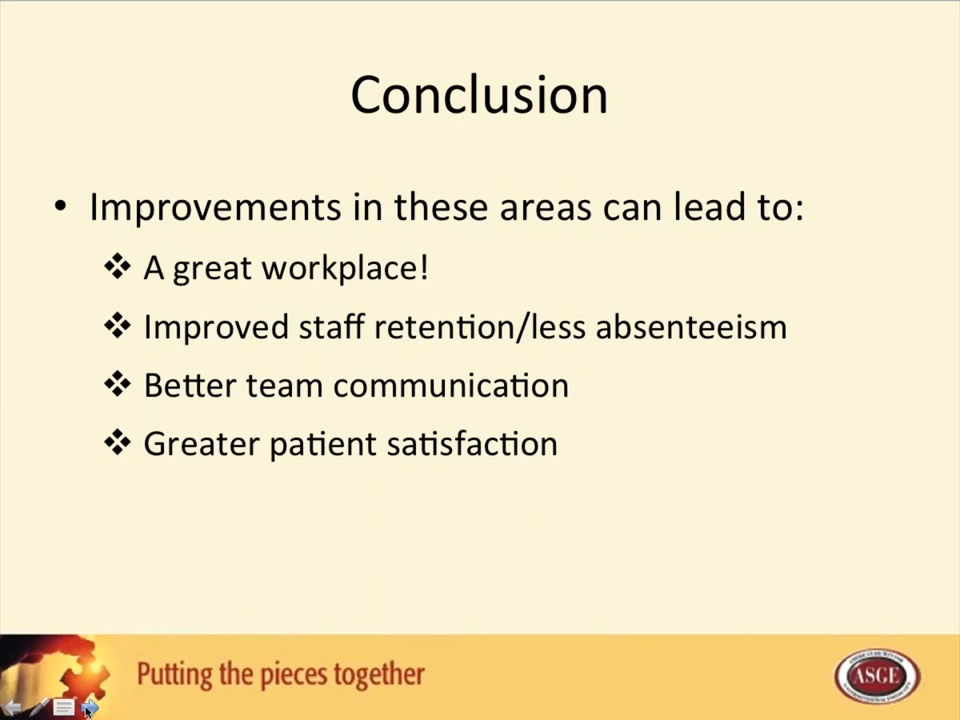 Conclusion
• Improvements in these areas can lead to:
❖ A great workplace!
❖ Improved staff retention/less absenteeism
❖ Better team communication
❖ Greater patient satisfaction
Putting the pieces together
ASGE